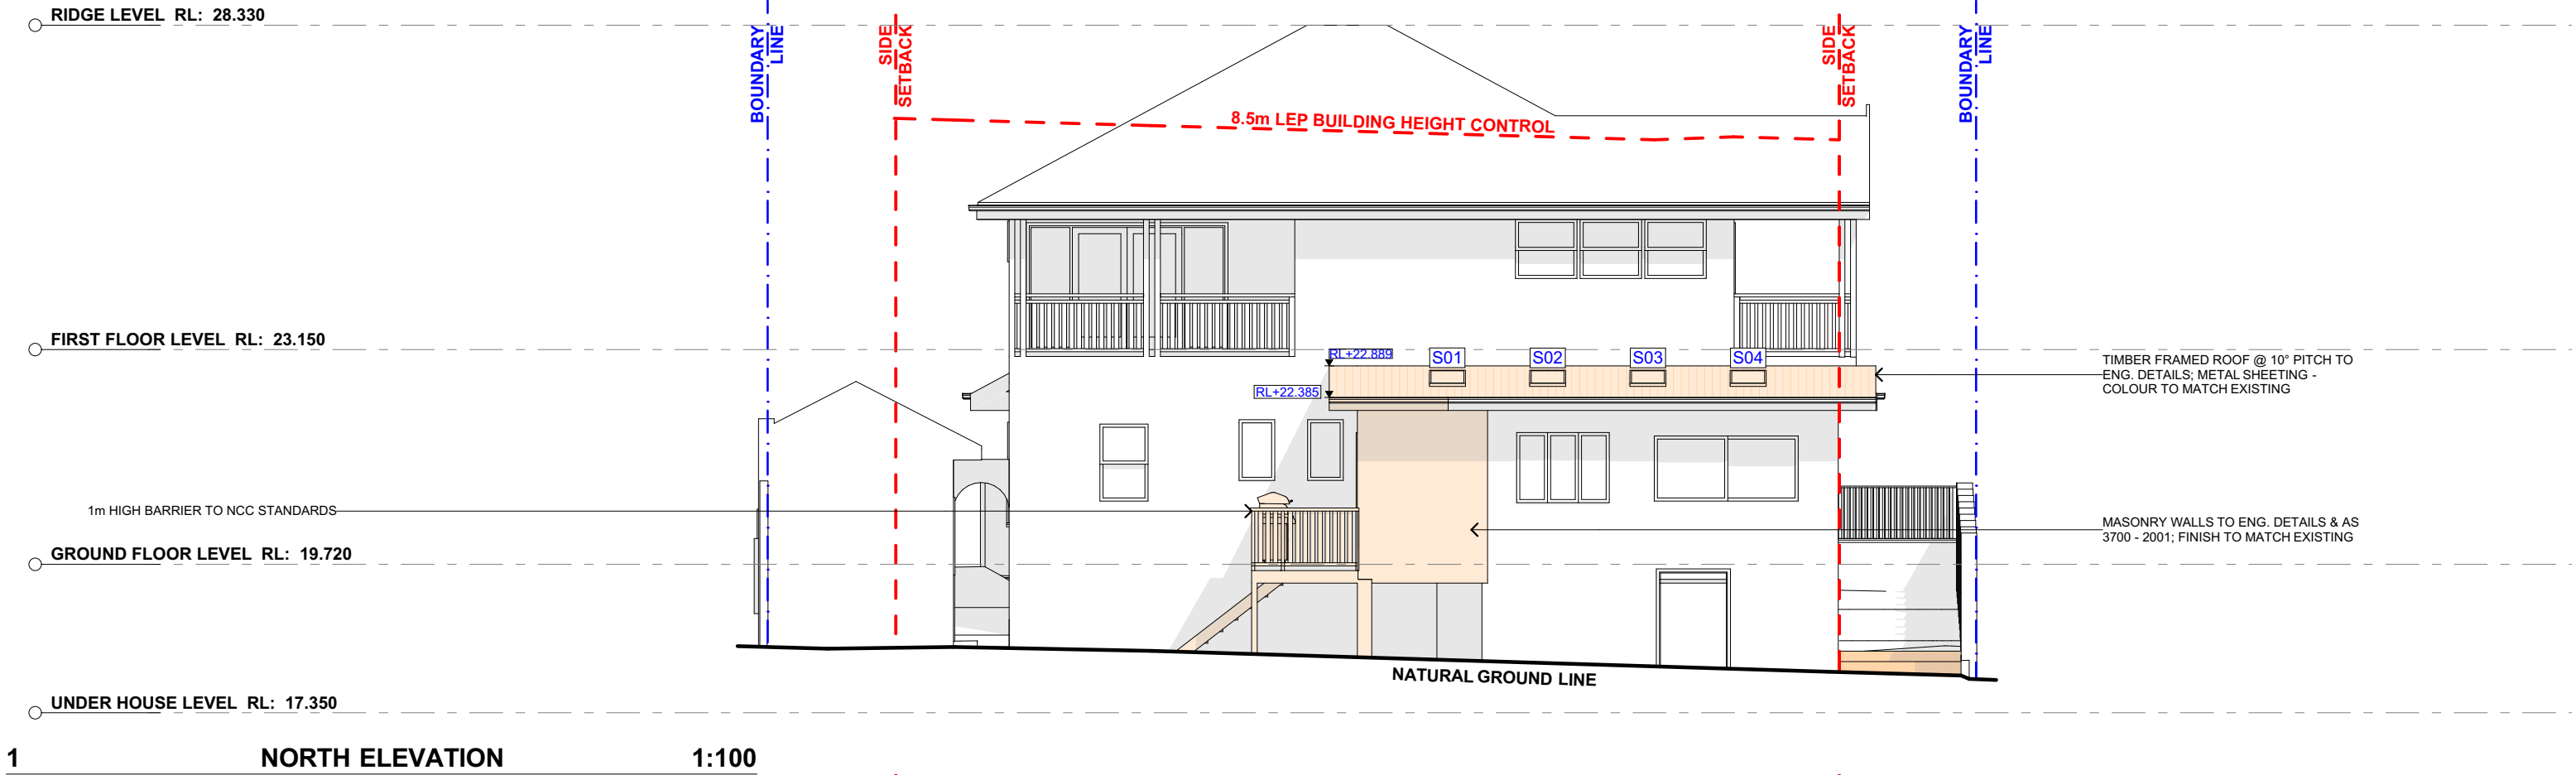 RIDGE LEVEL RL: 28.330
BOUNDARY
LINE
SIDE
SETBACK
SIDE
SETBACK
BOUNDARY
LINE
8.5m LEP BUILDING HEIGHT CONTROL
FIRST FLOOR LEVEL RL: 23.150
RL+22.889
S01
S02
S03
S04
TIMBER FRAMED ROOF @ 10° PITCH TO
ENG. DETAILS; METAL SHEETING -
COLOUR TO MATCH EXISTING
RL+22.385
1m HIGH BARRIER TO NCC STANDARDS
MASONRY WALLS TO ENG. DETAILS & AS
3700 - 2001; FINISH TO MATCH EXISTING
GROUND FLOOR LEVEL RL: 19.720
NATURAL GROUND LINE
UNDER HOUSE LEVEL RL: 17.350
1 NORTH ELEVATION 1:100